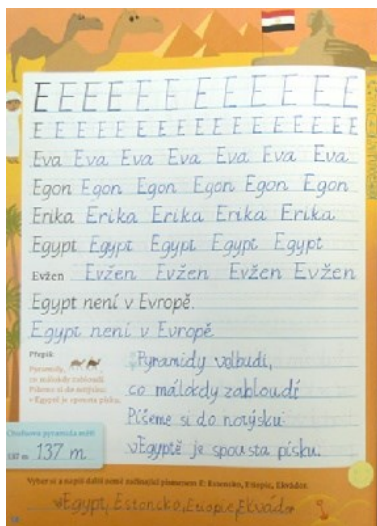 E E E E E E E E E E E E
E E E E E E E E E E E E E E E E
Eva Eva Eva Eva Eva Eva Eva
Egon Egon Egon Egon Egon Egon
Erika Erika Erika Erika Erika
Egypt Egypt Egypt Egypt Egypt
Evžen Evžen Evžen Evžen Evžen
Egypt není v Evropě.
Egypt není v Evropě
Přepiš
Pyramidy,
co málokdy zabloudí.
Píšeme si do notýsku:
v Egyptě je spousta písku.
Pyramidy velbudi,
co málokdy zabloudí
Píšeme si do notýsku
vEgyptě je spousta písku.
Cheopsova pyramida měří
137 m 137 m
Vyber si a napiš další země začínající písmenem E: Estonsko, Etiopie, Ekvádor.
vEgypt, Estonsko, Etiopie, Ekvádor